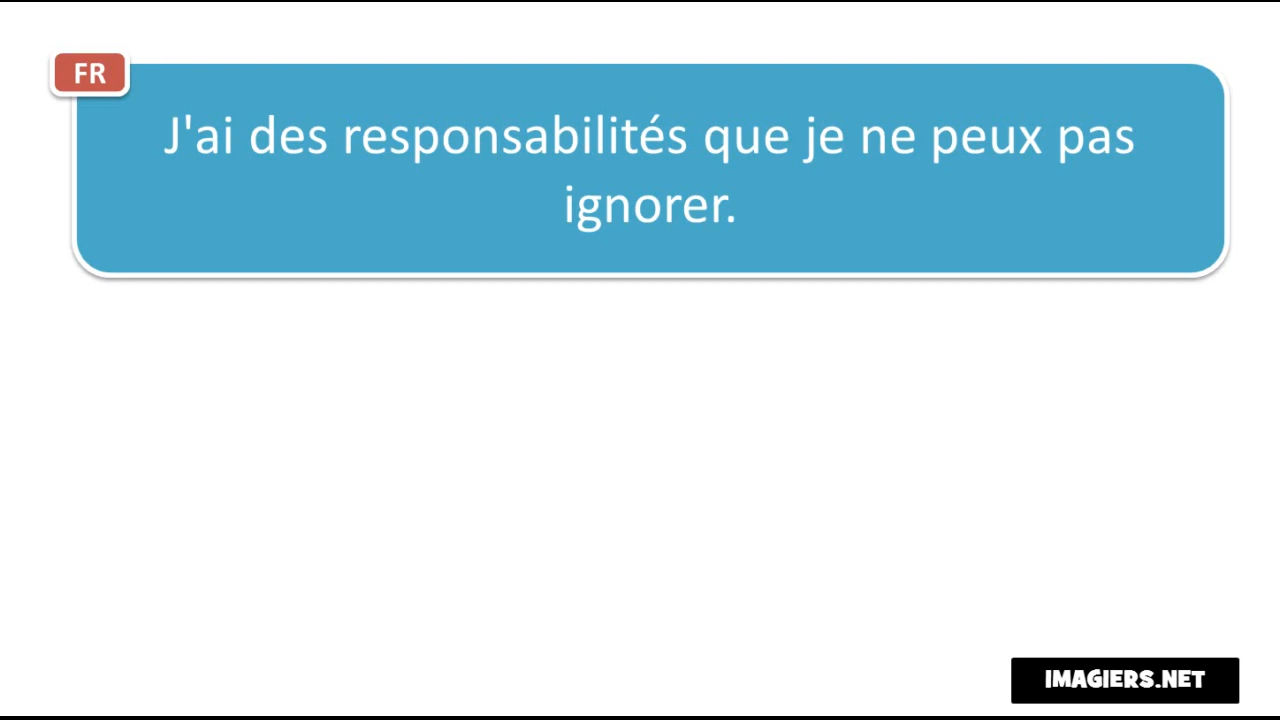 FR
J'ai des responsabilités que je ne peux pas
ignorer.
IMAGIERS.NET